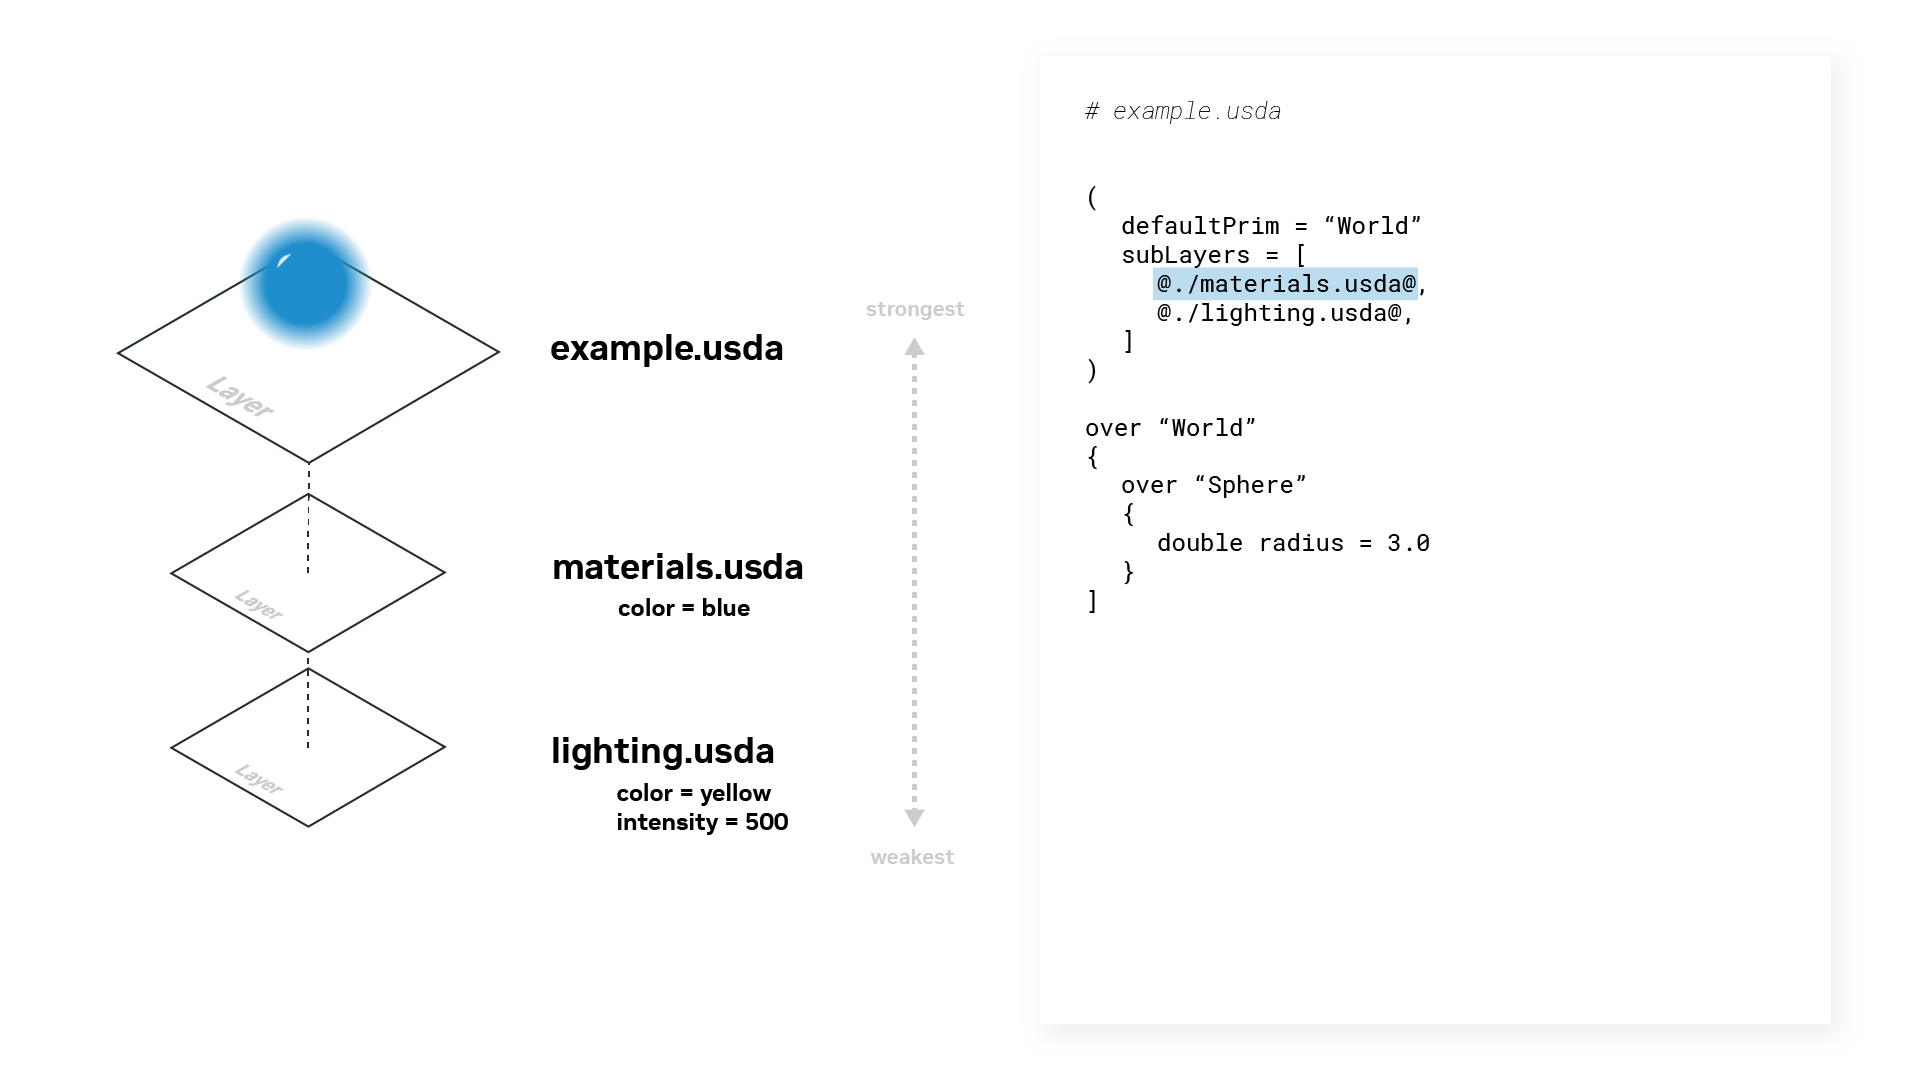 Layer
example.usda
Layer
materials.usda
color = blue
Layer
lighting.usda
color = yellow
intensity = 500
strongest
weakest
# example.usda
(
defaultPrim = “World”
subLayers = [
@./materials.usda@,
@./lighting.usda@,
]
)
over “World”
{
over “Sphere”
{
double radius = 3.0
}
]